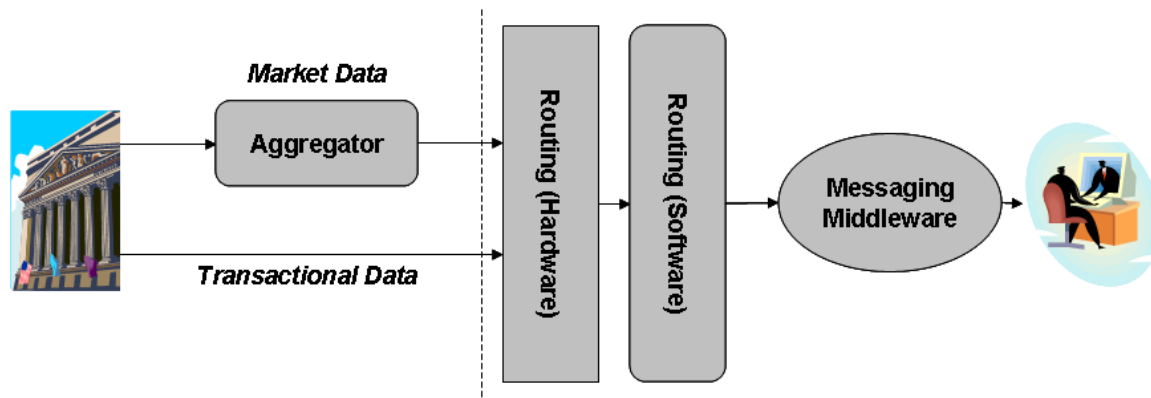 Market Data
Aggregator
Transactional Data
Routing (Hardware)
Routing (Software)
Messaging
Middleware